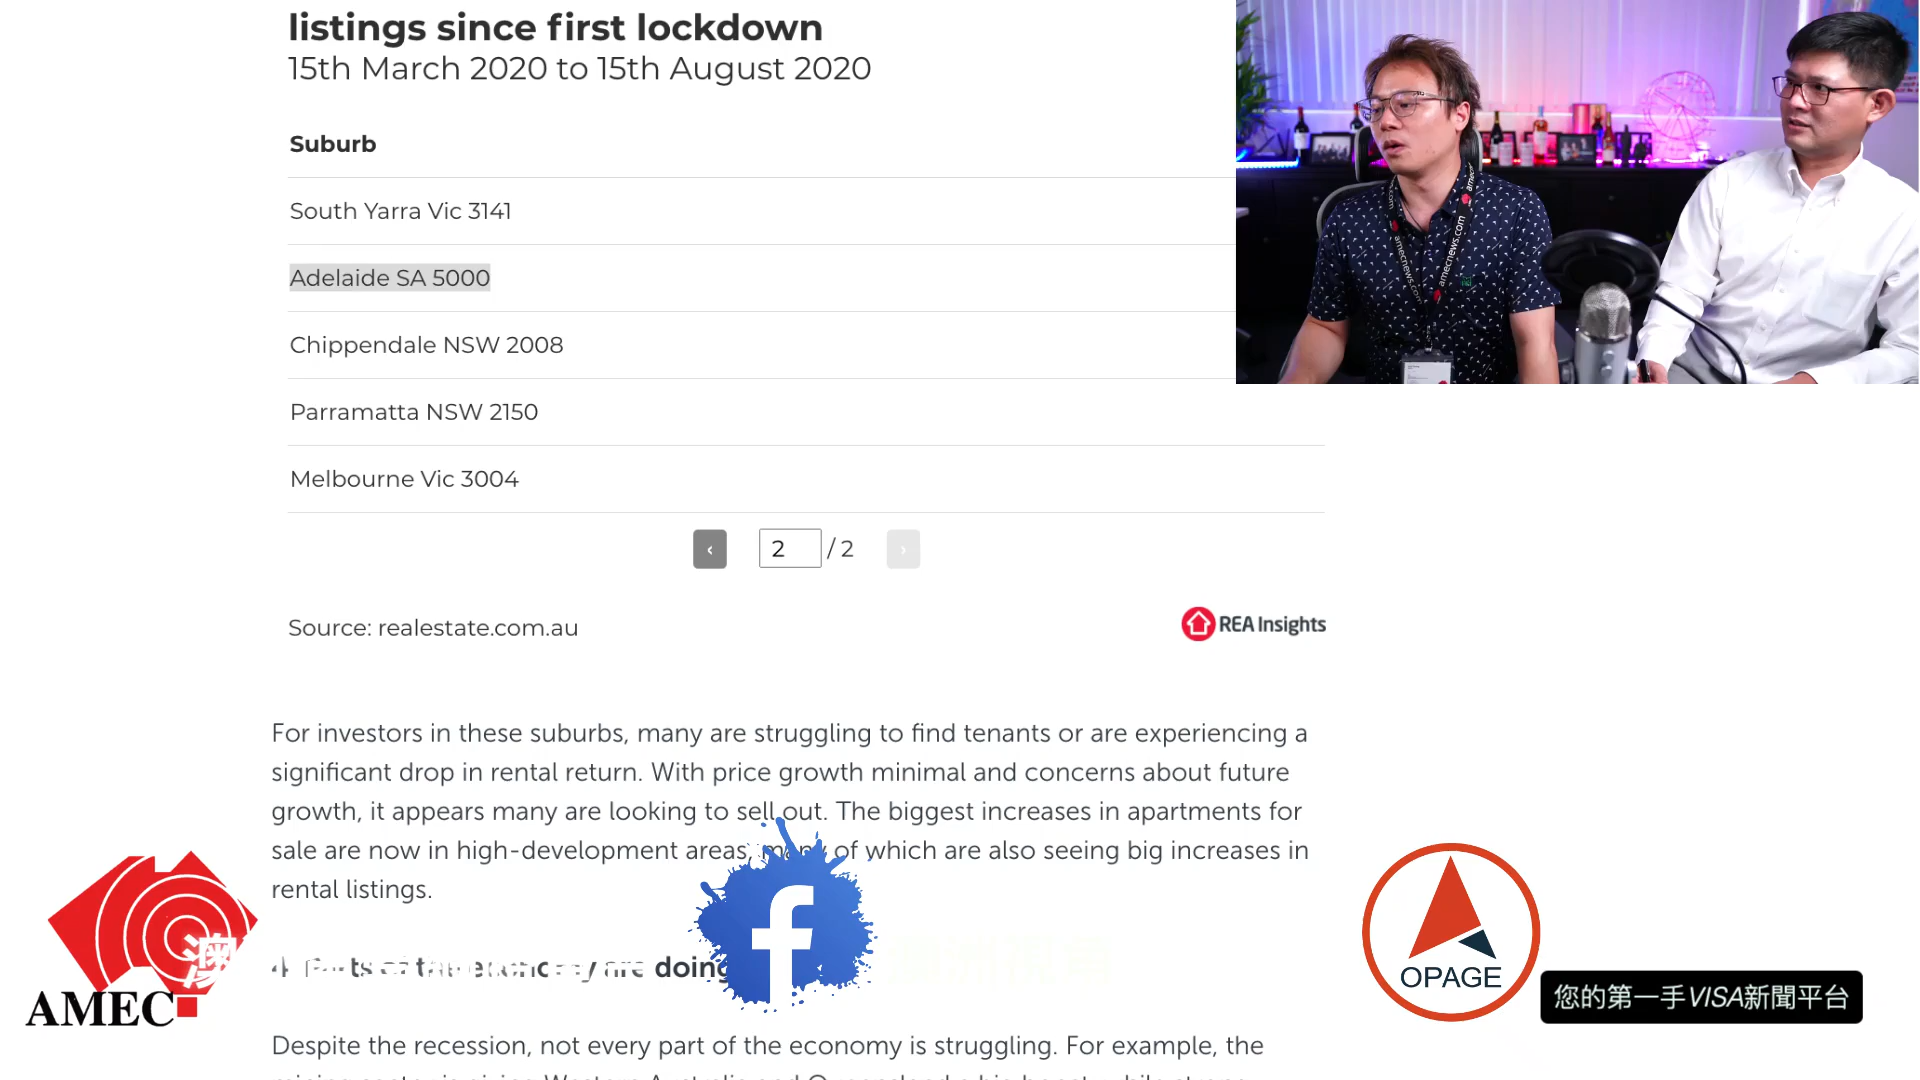 listings since first lockdown
15th March 2020 to 15th August 2020
Suburb
South Yarra Vic 3141
Adelaide SA 5000
Chippendale NSW 2008
Parramatta NSW 2150
Melbourne Vic 3004
‹ 2 / 2 ›
Source: realestate.com.au
REA Insights
amecnews.com
For investors in these suburbs, many are struggling to find tenants or are experiencing a
significant drop in rental return. With price growth minimal and concerns about future
growth, it appears many are looking to sell out. The biggest increases in apartments for
sale are now in high-development areas, many of which are also seeing big increases in
rental listings.
doing
Despite the recession, not every part of the economy is struggling. For example, the
AMEC
澳
f
OPAGE
您的第一手VISA新聞平台